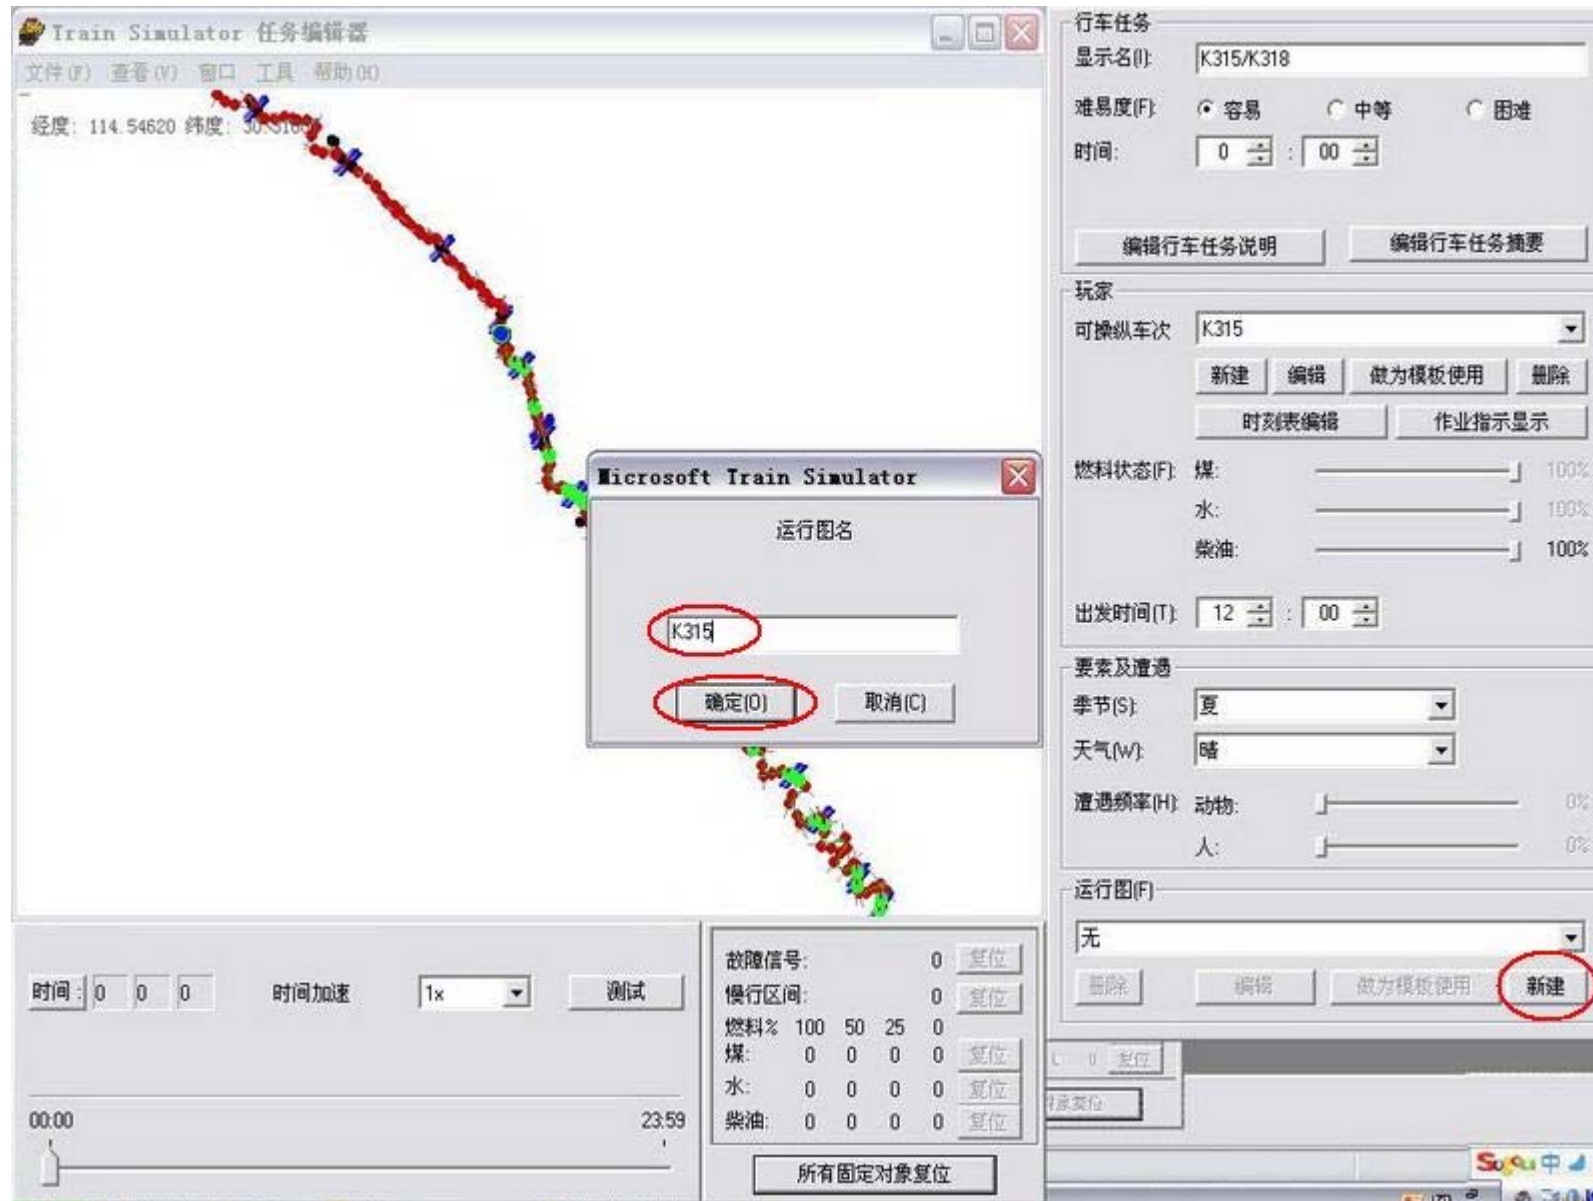 Train Simulator 任务编辑器
文件(F) 查看(V) 窗口 工具 帮助(H)
经度: 114.54620 纬度:
Microsoft Train Simulator
运行图名
K315
确定(O) 取消(C)
时间: 0 0 0 时间加速 1x 测试
00:00 23:59
故障信号: 0 复位
慢行区间: 0 复位
燃料% 100 50 25 0
煤: 0 0 0 0 复位
水: 0 0 0 0 复位
柴油: 0 0 0 0 复位
所有固定对象复位
行车任务
显示名(I): K315/K318
难易度(F): 容易 中等 困难
时间: 0 : 00
编辑行车任务说明 编辑行车任务摘要
玩家
可操纵车次 K315
新建 编辑 做为模板使用 删除
时刻表编辑 作业指示显示
燃料状态(F): 煤: 100%
水: 100%
柴油: 100%
出发时间(T): 12 : 00
要素及遭遇
季节(S): 夏
天气(W): 晴
遭遇频率(H): 动物: 0%
人: 0%
运行图(F)
无
删除 编辑 做为模板使用 新建
0 复位
复位
Sogou 中